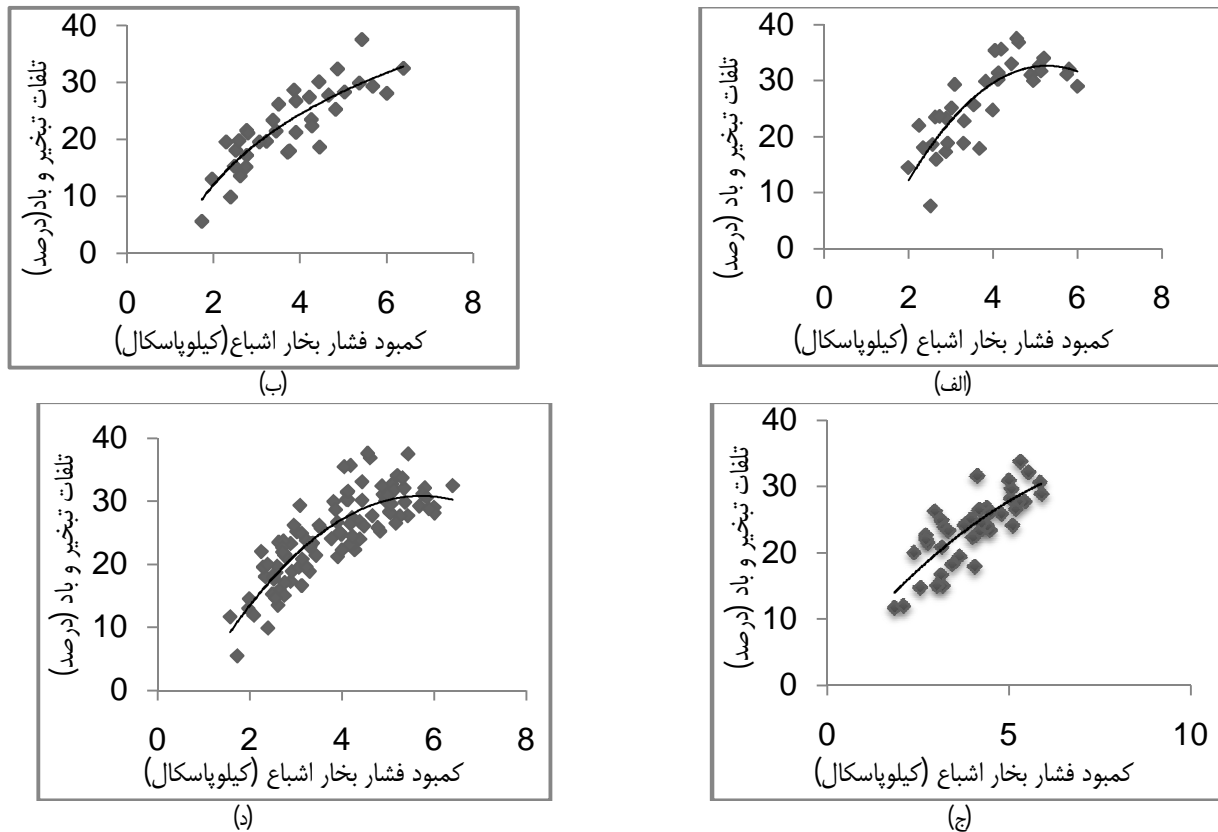 40
30
20
10
0
0 2 4 6 8
تلفات تبخیر و باد (درصد)
کمبود فشار بخار اشباع (کیلوپاسکال)
(الف)
40
30
20
10
0
0 2 4 6 8
تلفات تبخیر و باد(درصد)
کمبود فشار بخار اشباع(کیلوپاسکال)
(ب)
40
30
20
10
0
0 5 10
تلفات تبخیر و باد (درصد)
کمبود فشار بخار اشباع (کیلوپاسکال)
(ج)
40
30
20
10
0
0 2 4 6 8
تلفات تبخیر و باد (درصد)
کمبود فشار بخار اشباع (کیلوپاسکال)
(د)